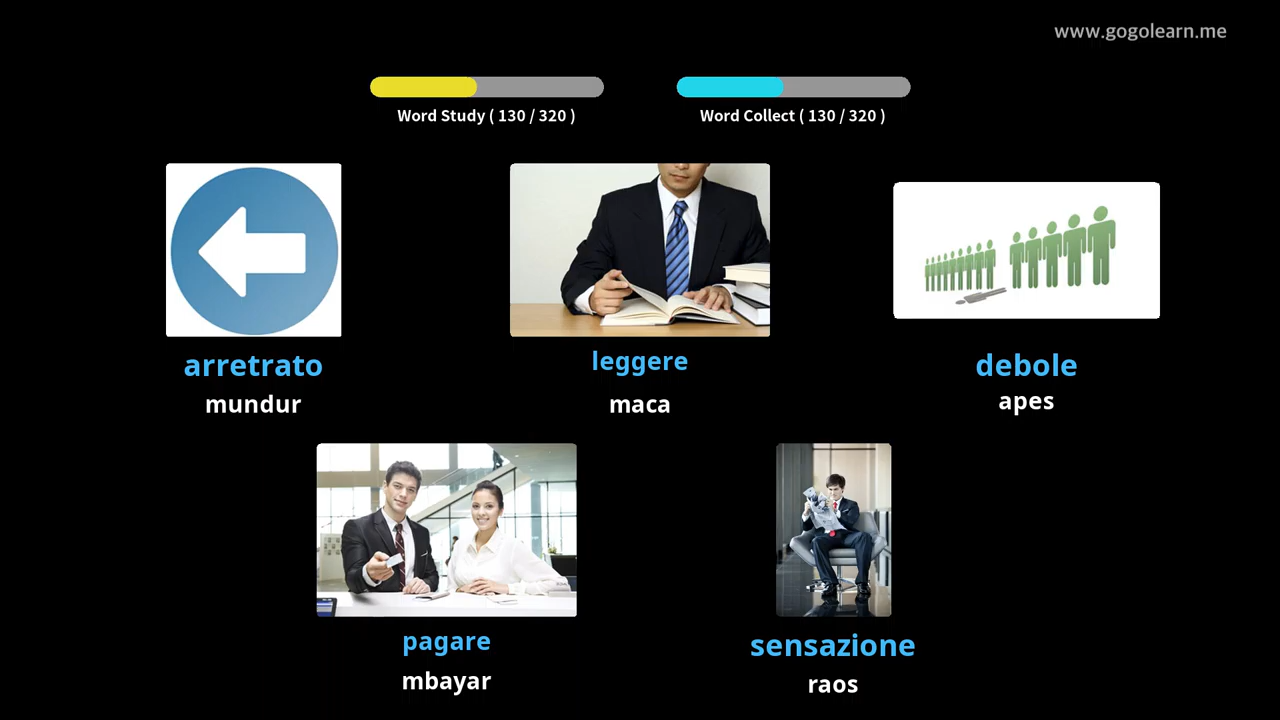 www.gogolearn.me
Word Study ( 130 / 320 )
Word Collect ( 130 / 320 )
arretrato
mundur
leggere
maca
debole
apes
pagare
mbayar
sensazione
raos